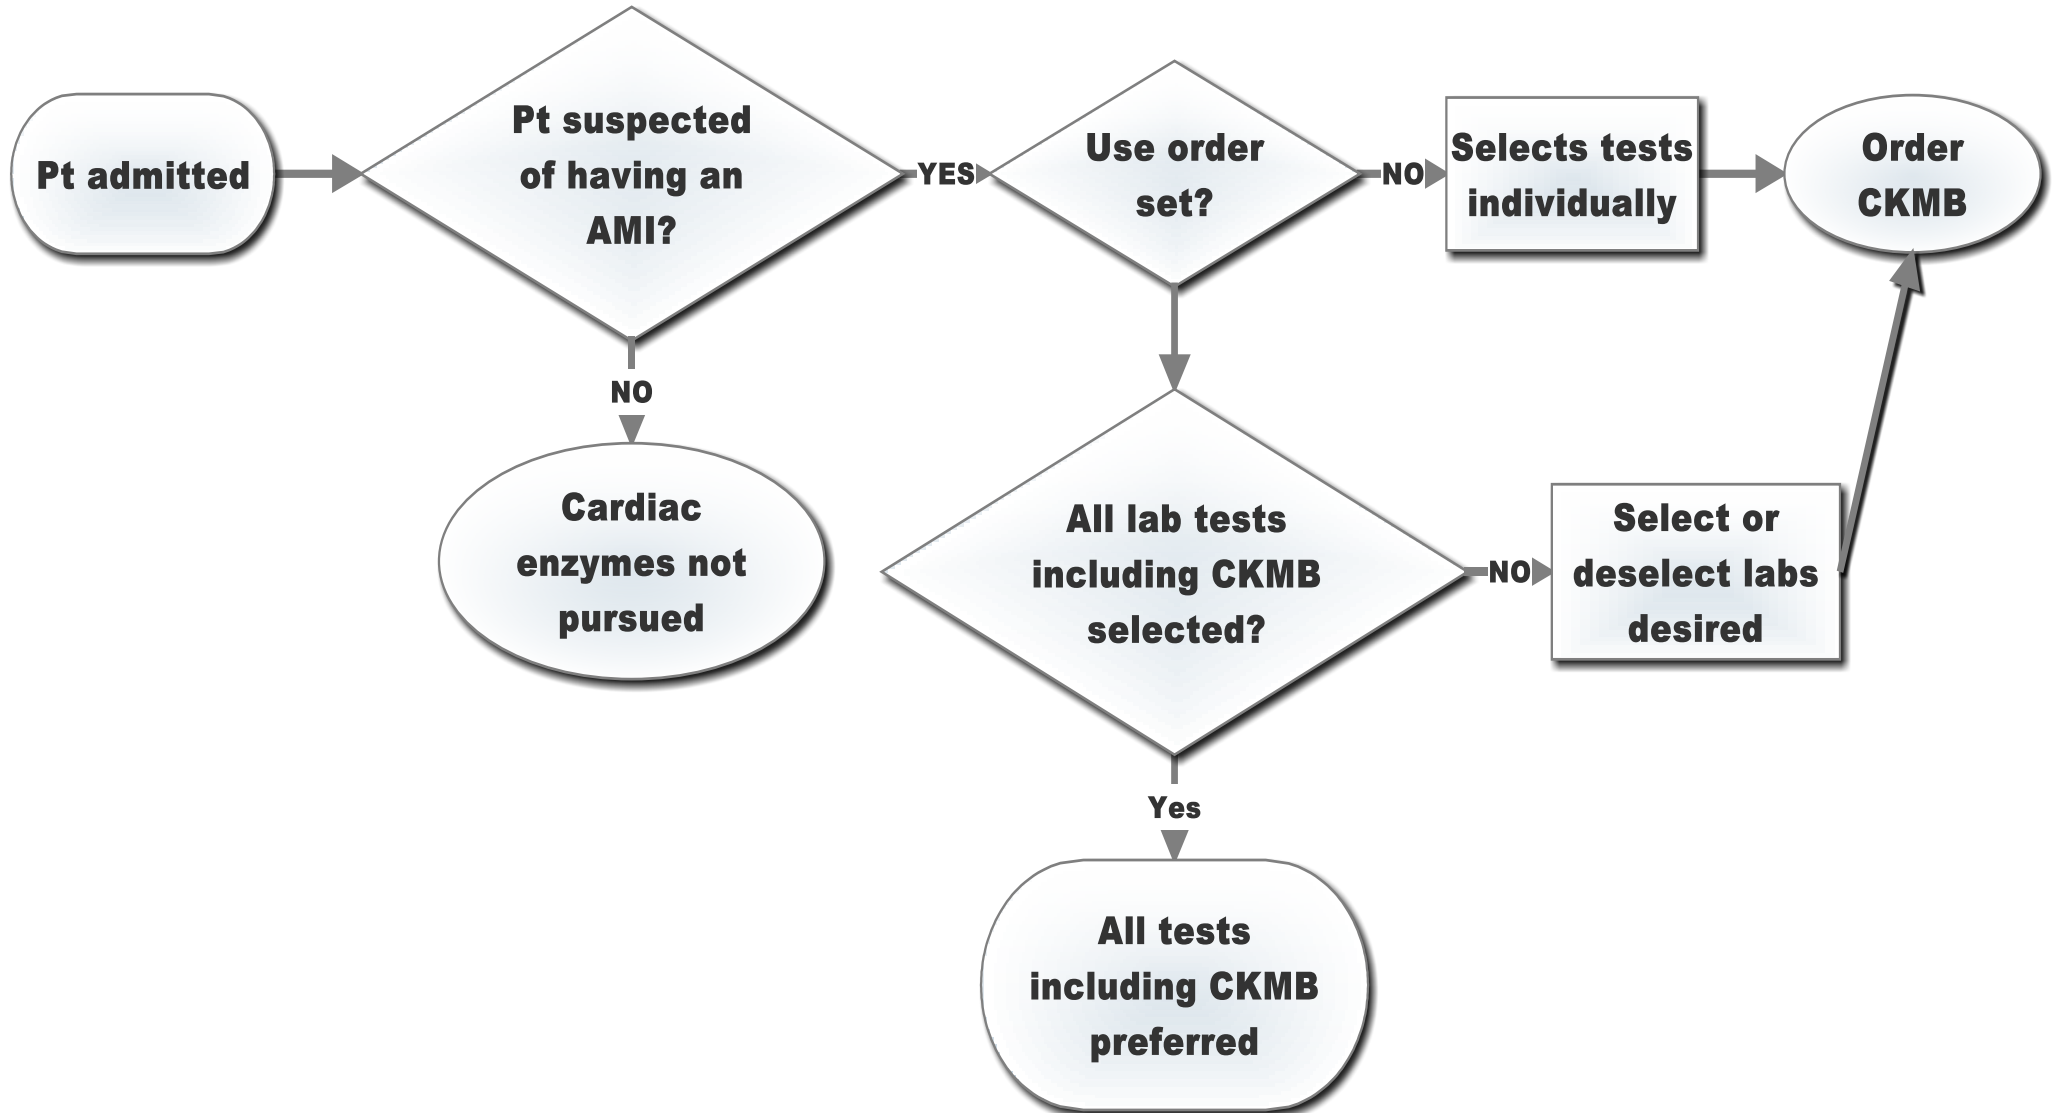 Pt admitted
Pt suspected
of having an
AMI?
YES
Use order
set?
NO
Selects tests
individually
Order
CKMB
NO
Cardiac
enzymes not
pursued
All lab tests
including CKMB
selected?
NO
Select or
deselect labs
desired
Yes
All tests
including CKMB
preferred